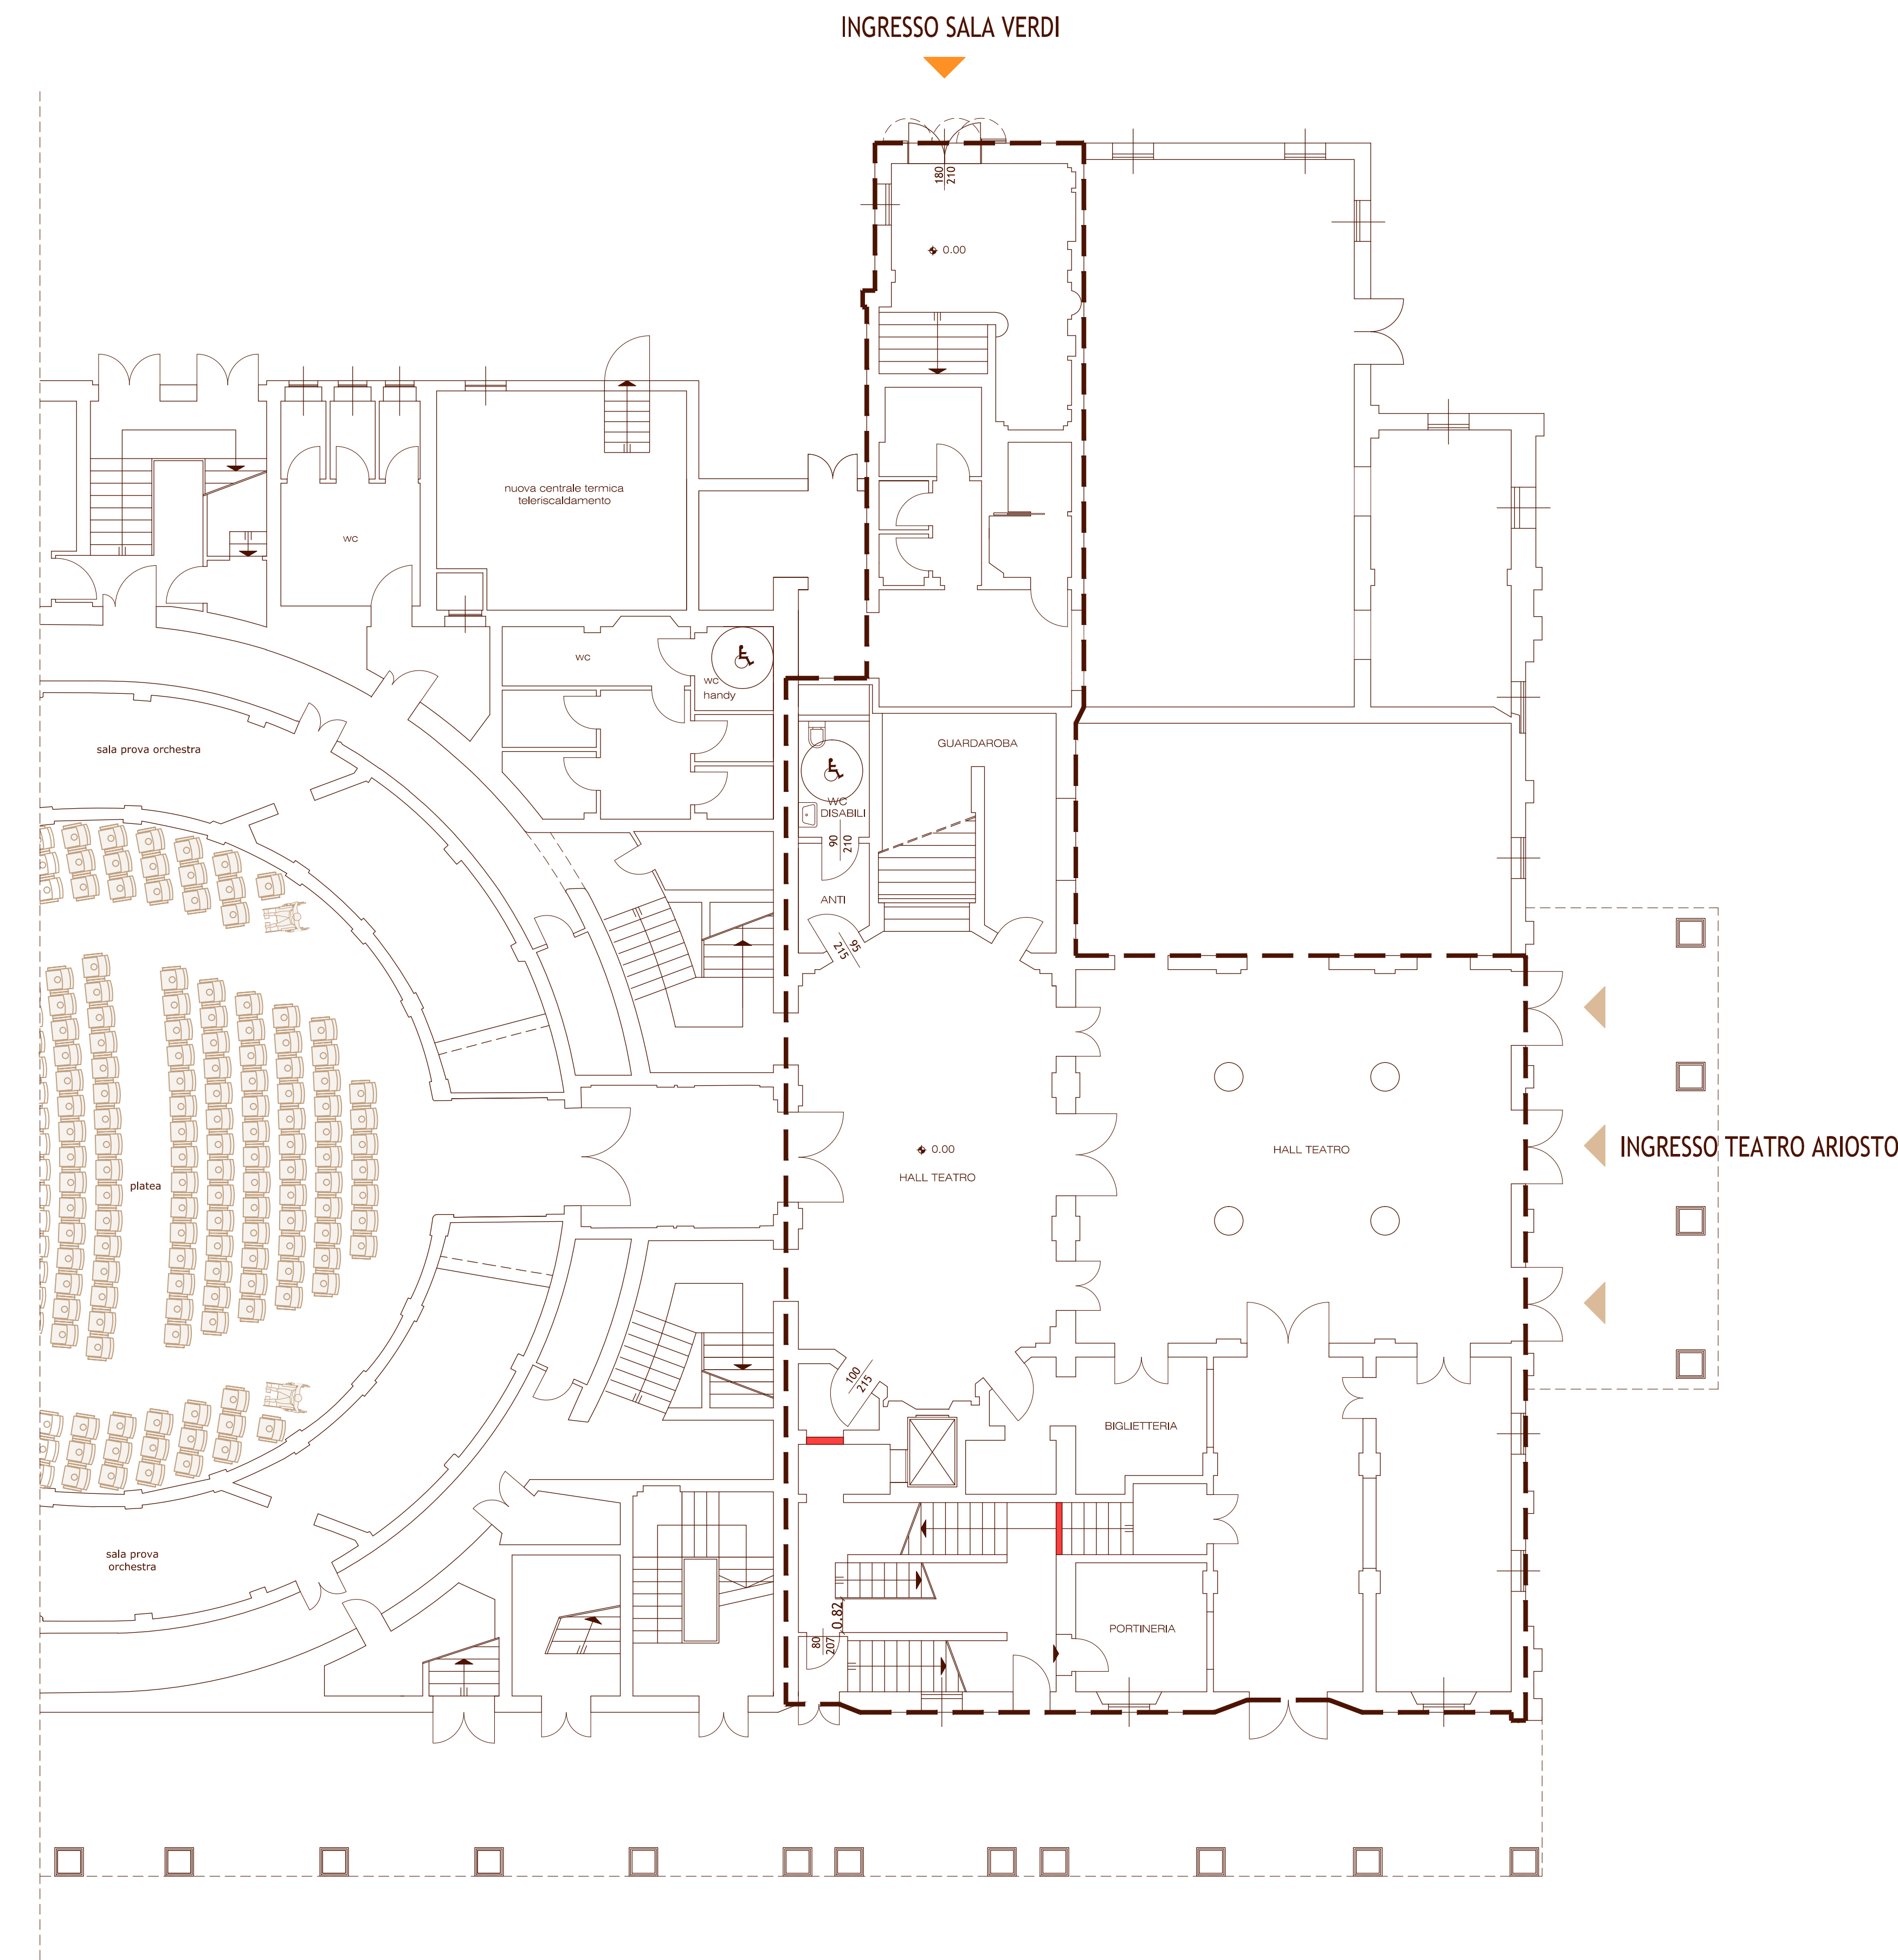 INGRESSO SALA VERDI
180
210
0.00
nuova centrale termica
teleriscaldamento
wc
wc
wc
handy
sala prova orchestra
GUARDAROBA
WC
DISABILI
90
210
ANTI
95
215
0.00
HALL TEATRO
HALL TEATRO
INGRESSO TEATRO ARIOSTO
platea
100
215
BIGLIETTERIA
sala prova
orchestra
0.82
80
207
PORTINERIA